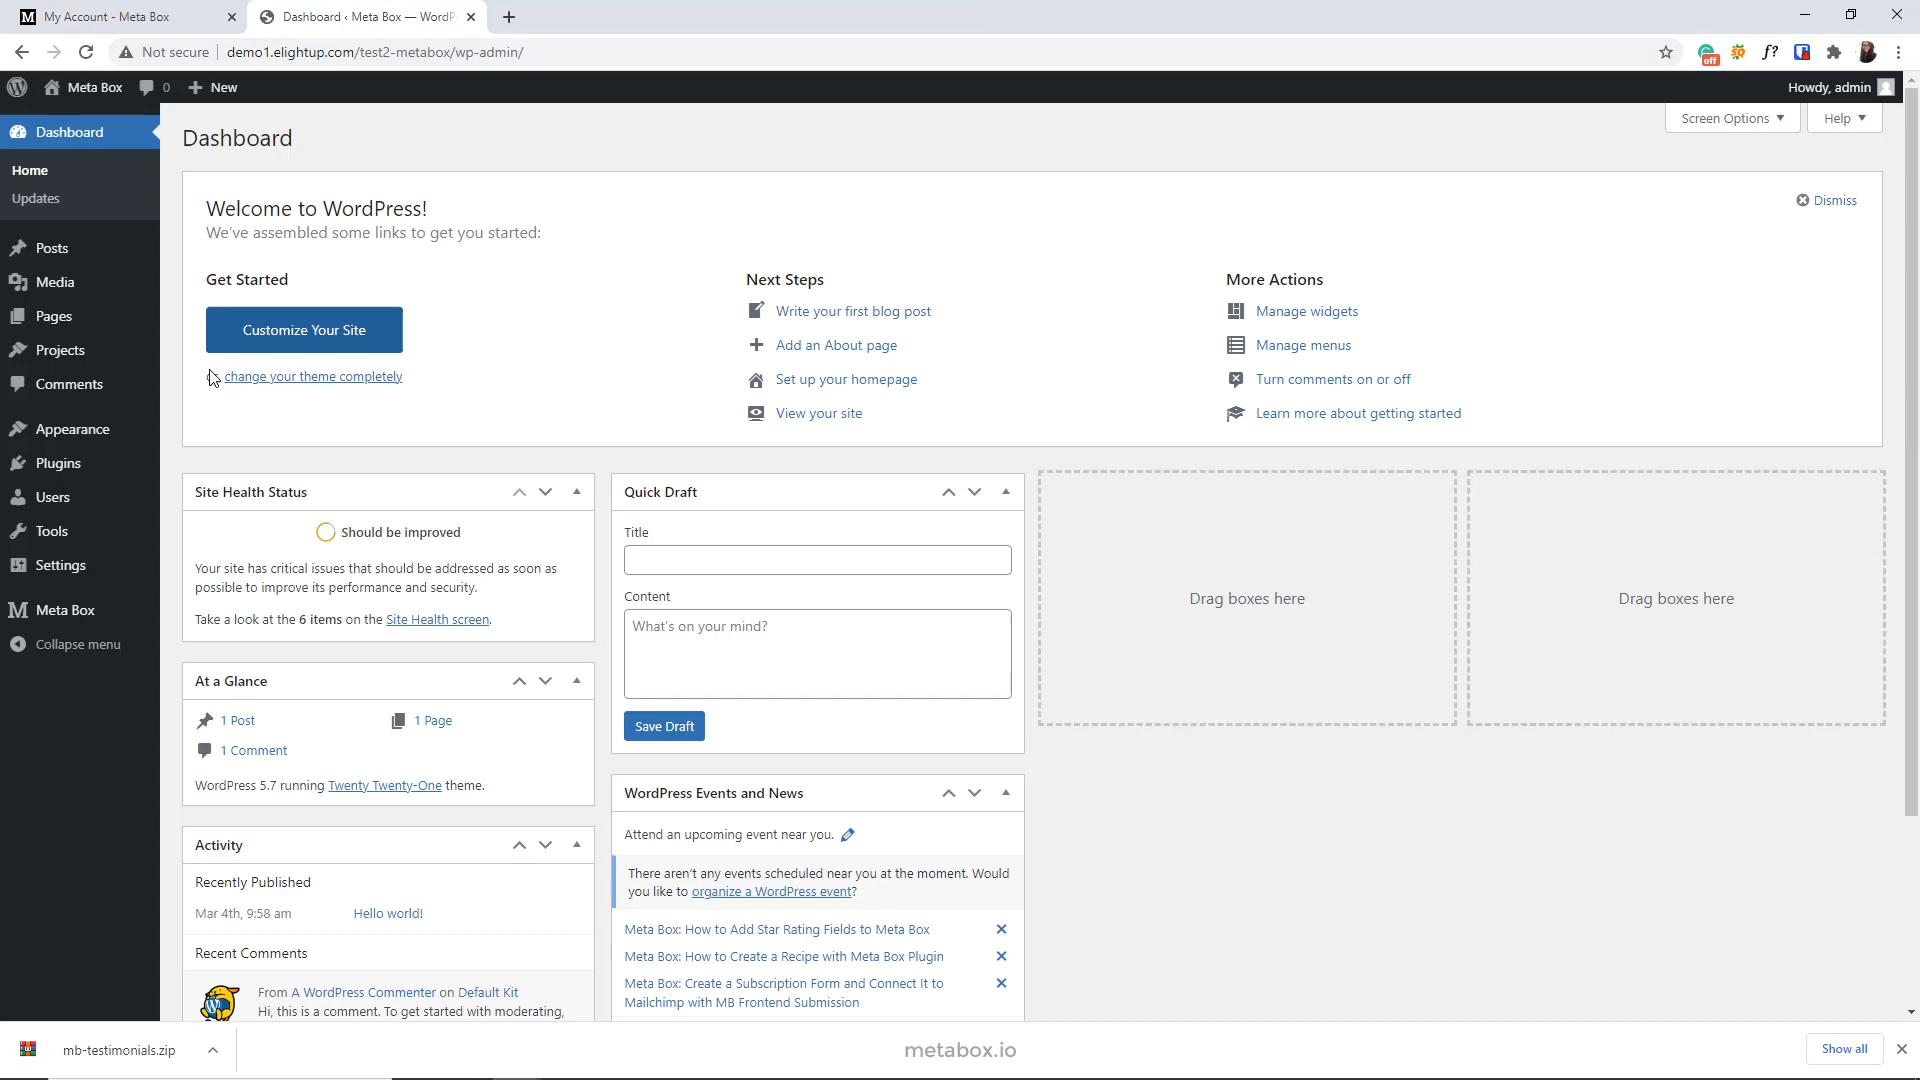 My Account - Meta Box
Dashboard ‹ Meta Box — WordP
Not secure
demo1.elightup.com/test2-metabox/wp-admin/
off
f?
Meta Box
0
New
Howdy, admin
Dashboard
Home
Updates
Posts
Media
Pages
Projects
Comments
Appearance
Plugins
Users
Tools
Settings
Meta Box
Collapse menu
Dashboard
Screen Options
Help
Welcome to WordPress!
We've assembled some links to get you started:
Dismiss
Get Started
Customize Your Site
change your theme completely
Next Steps
Write your first blog post
Add an About page
Set up your homepage
View your site
More Actions
Manage widgets
Manage menus
Turn comments on or off
Learn more about getting started
Site Health Status
Should be improved
Your site has critical issues that should be addressed as soon as
possible to improve its performance and security.
Take a look at the 6 items on the Site Health screen.
At a Glance
1 Post
1 Page
1 Comment
WordPress 5.7 running Twenty Twenty-One theme.
Activity
Recently Published
Mar 4th, 9:58 am
Hello world!
Recent Comments
From A WordPress Commenter on Default Kit
Hi, this is a comment. To get started with moderating,
Quick Draft
Title
Content
What's on your mind?
Save Draft
WordPress Events and News
Attend an upcoming event near you.
There aren't any events scheduled near you at the moment. Would
you like to organize a WordPress event?
Meta Box: How to Add Star Rating Fields to Meta Box
Meta Box: How to Create a Recipe with Meta Box Plugin
Meta Box: Create a Subscription Form and Connect It to
Mailchimp with MB Frontend Submission
Drag boxes here
Drag boxes here
mb-testimonials.zip
metabox.io
Show all